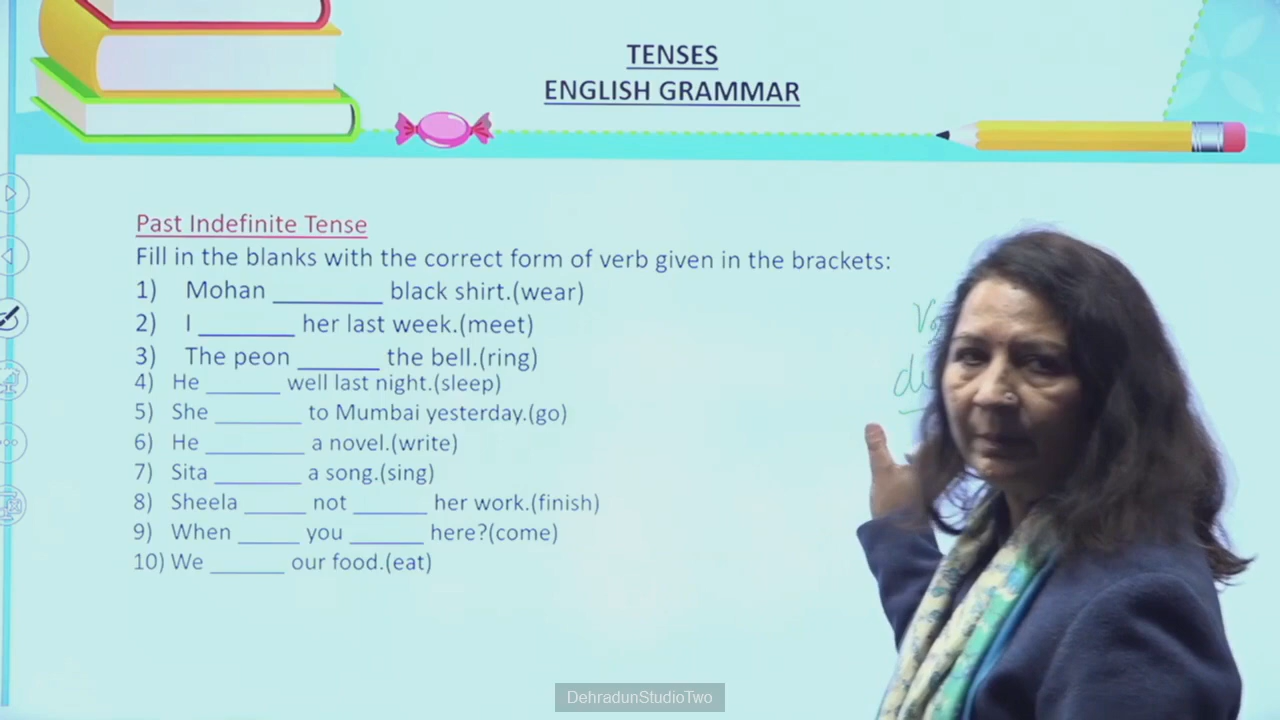 TENSES
ENGLISH GRAMMAR
Past Indefinite Tense
Fill in the blanks with the correct form of verb given in the brackets:
1) Mohan _________ black shirt.(wear)
2) I ________ her last week.(meet)
3) The peon _______ the bell.(ring)
4) He _______ well last night.(sleep)
5) She ________ to Mumbai yesterday.(go)
6) He _________ a novel.(write)
7) Sita ________ a song.(sing)
8) Sheela ______ not _______ her work.(finish)
9) When ______ you _______ here?(come)
10) We _______ our food.(eat)
DehradunStudioTwo